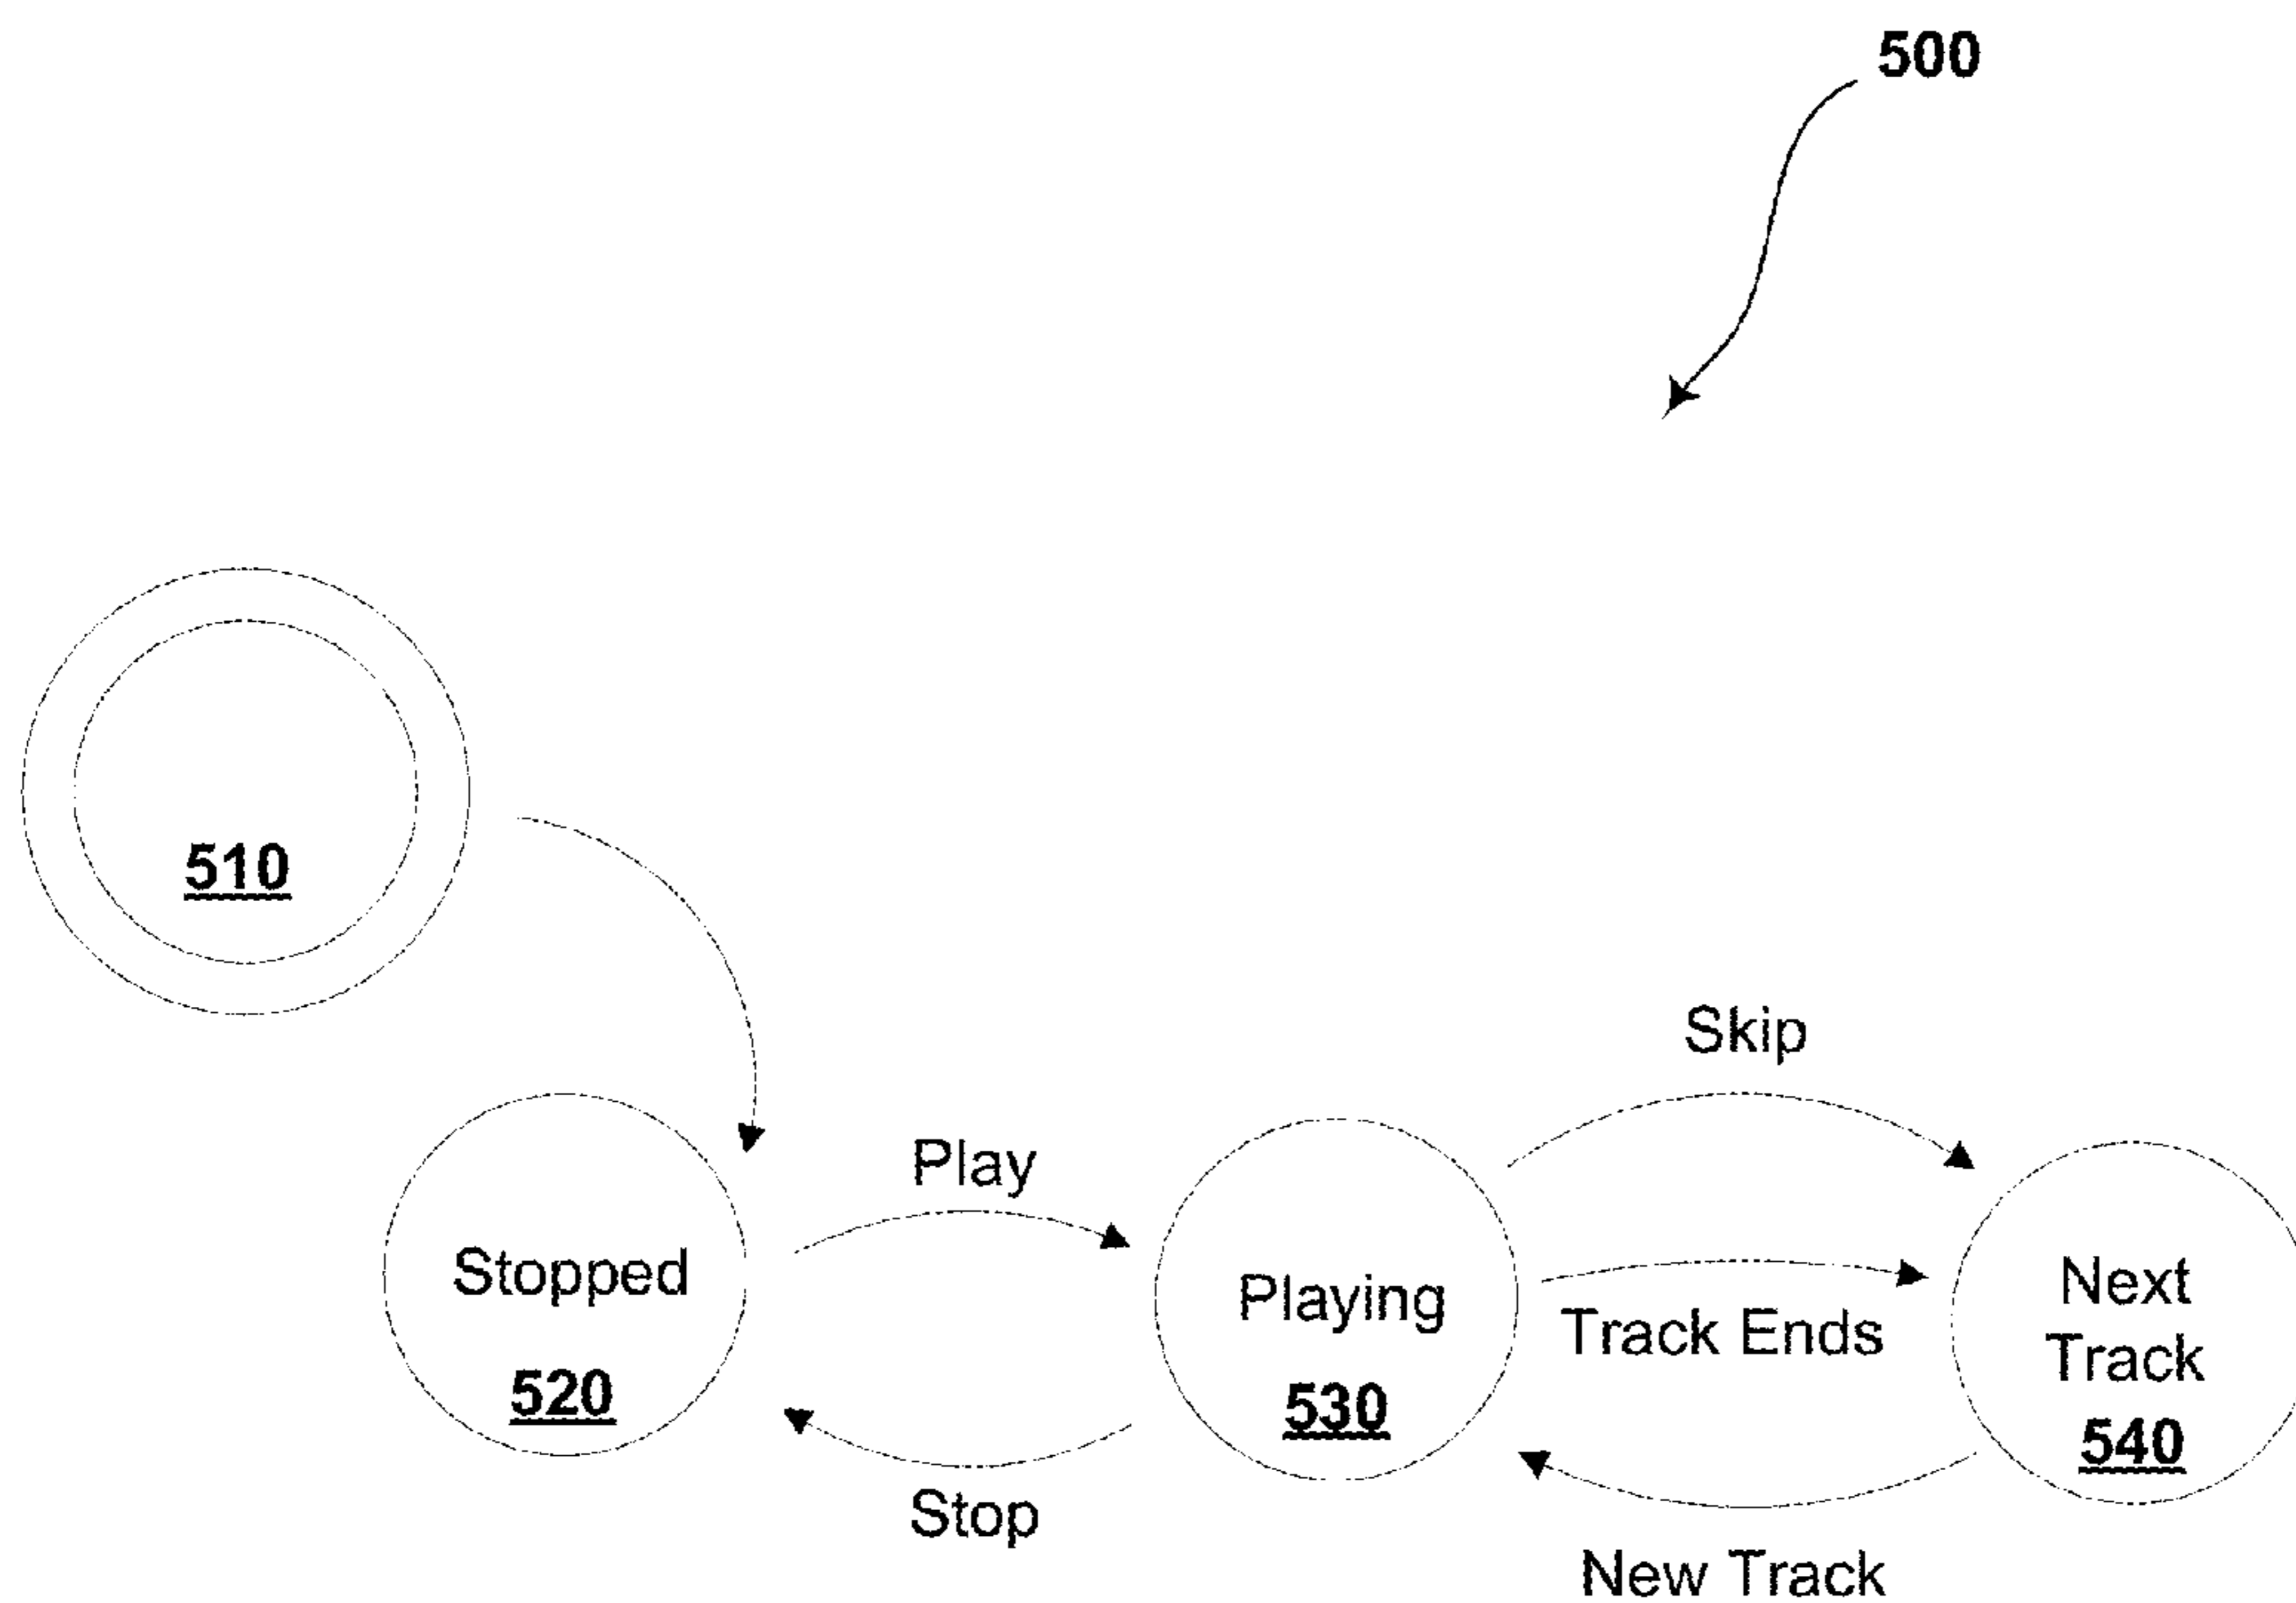 500
510
Skip
Play
Stopped
520
Playing
530
Track Ends
Next
Track
540
Stop
New Track